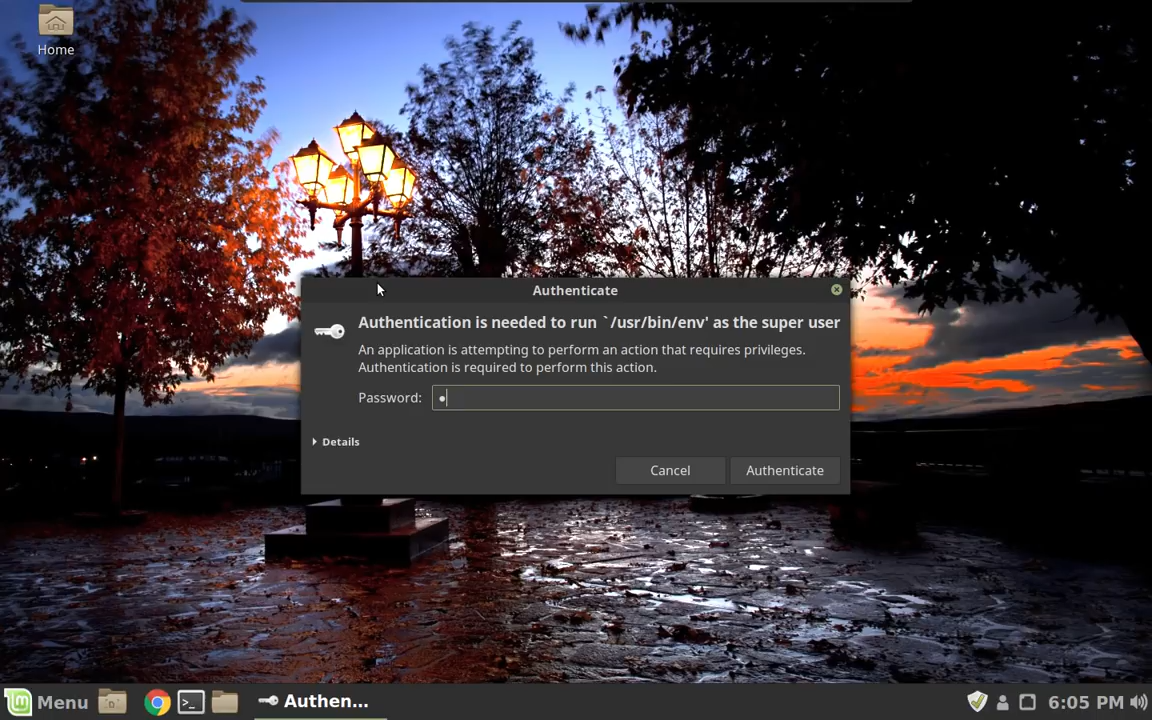 Home
Authenticate
Authentication is needed to run `/usr/bin/env' as the super user
An application is attempting to perform an action that requires privileges.
Authentication is required to perform this action.
Password: ●
Details
Cancel Authenticate
Menu Authen... 6:05 PM